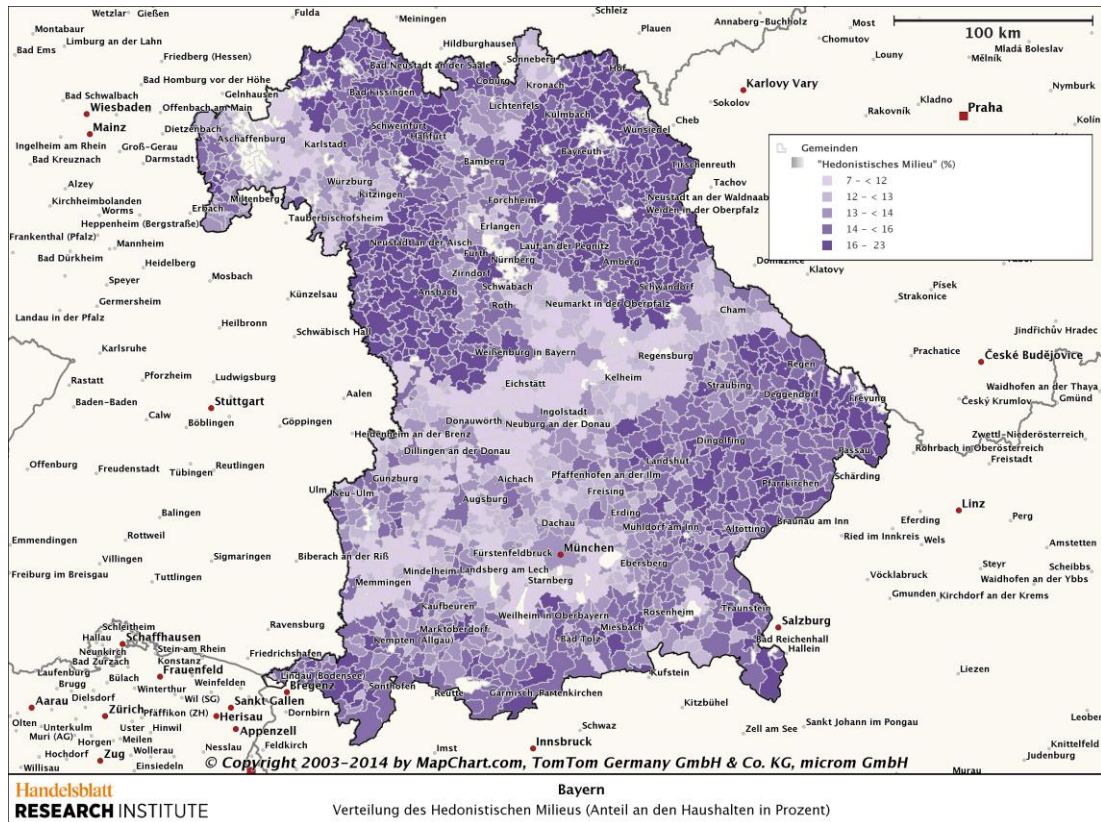 Wetzlar Gießen
Fulda
Meiningen
Schleiz
Plauen
Annaberg-Buchholz
Most
100 km
Montabaur
Limburg an der Lahn
Chomutov
Louny
Mladá Boleslav
Bad Ems
Hildburghausen
Mělník
Friedberg (Hessen)
Sonneberg
Bad Neustadt an der Saale
Hof
Bad Homburg vor der Höhe
Coburg
Kronach
Karlovy Vary
Nymburk
Bad Schwalbach
Gelnhausen
Bad Kissingen
Sokolov
Kladno
Wiesbaden
Offenbach am Main
Lichtenfels
Kulmbach
Cheb
Rakovník
Praha
Mainz
Dietzenbach
Schweinfurt
Haßfurt
Wunsiedel
Kolín
Ingelheim am Rhein
Groß-Gerau
Aschaffenburg
Karlstadt
Bayreuth
Gemeinden
Bad Kreuznach
Darmstadt
Bamberg
Tirschenreuth
"Hedonistisches Milieu" (%)
Alzey
Würzburg
Tachov
7 - < 12
Kirchheimbolanden
Miltenberg
Kitzingen
Forchheim
Neustadt an der Waldnaab
12 - < 13
Worms
Erbach
Weiden in der Oberpfalz
13 - < 14
Heppenheim (Bergstraße)
Tauberbischofsheim
Erlangen
14 - < 16
Frankenthal (Pfalz)
Mannheim
Neustadt an der Aisch
Lauf an der Pegnitz
16 - 23
Bad Dürkheim
Heidelberg
Fürth
Nürnberg
Amberg
Domažlice
Klatovy
Speyer
Mosbach
Zirndorf
Písek
Germersheim
Künzelsau
Ansbach
Schwabach
Schwandorf
Strakonice
Landau in der Pfalz
Roth
Neumarkt in der Oberpfalz
Cham
Heilbronn
Schwäbisch Hall
Jindřichův Hradec
Karlsruhe
Weißenburg in Bayern
Regensburg
Regen
Prachatice
České Budějovice
Rastatt
Pforzheim
Ludwigsburg
Eichstätt
Kelheim
Straubing
Waidhofen an der Thaya
Baden-Baden
Stuttgart
Aalen
Deggendorf
Freyung
Český Krumlov
Gmünd
Calw
Böblingen
Göppingen
Donauwörth
Ingolstadt
Neuburg an der Donau
Heidenheim an der Brenz
Dingolfing
Zwettl-Niederösterreich
Offenburg
Freudenstadt
Tübingen
Reutlingen
Dillingen an der Donau
Landshut
Passau
Rohrbach in Oberösterreich
Freistadt
Ulm
Neu-Ulm
Günzburg
Aichach
Pfaffenhofen an der Ilm
Pfarrkirchen
Schärding
Balingen
Augsburg
Freising
Linz
Perg
Emmendingen
Rottweil
Dachau
Erding
Mühldorf am Inn
Altötting
Braunau am Inn
Eferding
Wels
Ried im Innkreis
Amstetten
Villingen
Sigmaringen
Biberach an der Riß
Fürstenfeldbruck
München
Ebersberg
Steyr
Scheibbs
Freiburg im Breisgau
Tuttlingen
Memmingen
Mindelheim
Landsberg am Lech
Starnberg
Vöcklabruck
Waidhofen an der Ybbs
Gmunden
Kirchdorf an der Krems
Kaufbeuren
Weilheim in Oberbayern
Rosenheim
Traunstein
Schleitheim
Ravensburg
Marktoberdorf
Miesbach
Salzburg
Hallau
Schaffhausen
Kempten (Allgäu)
Bad Tölz
Bad Reichenhall
Neunkirch
Stein am Rhein
Hallein
Bad Zurzach
Konstanz
Friedrichshafen
Laufenburg
Bülach
Frauenfeld
Lindau (Bodensee)
Kufstein
Liezen
Brugg
Winterthur
Weinfelden
Bregenz
Sonthofen
Reutte
Garmisch-Partenkirchen
Aarau
Dielsdorf
Wil (SG)
Sankt Gallen
Kitzbühel
Zürich
Pfäffikon (ZH)
Herisau
Dornbirn
Leoben
Olten
Unterkulm
Uster
Hinwil
Schwaz
Zell am See
Sankt Johann im Pongau
Muri (AG)
Meilen
Appenzell
Horgen
Nesslau
Feldkirch
Imst
Innsbruck
Knittelfeld
Hochdorf
Zug
Wollerau
Judenburg
Willisau
Einsiedeln
Murau
© Copyright 2003-2014 by MapChart.com, TomTom Germany GmbH & Co. KG, microm GmbH
Handelsblatt
RESEARCH INSTITUTE
Bayern
Verteilung des Hedonistischen Milieus (Anteil an den Haushalten in Prozent)